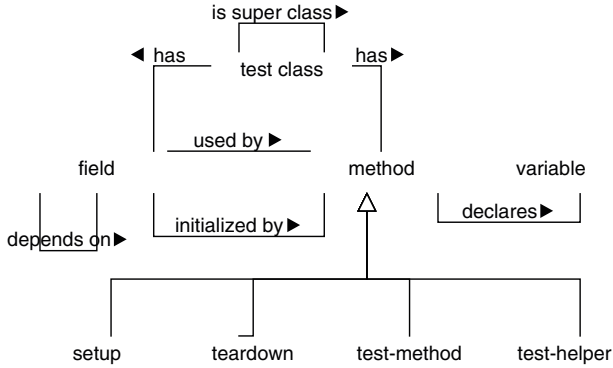 is super class
has
test class
has
used by
field
method
variable
initialized by
declares
depends on
setup
teardown
test-method
test-helper